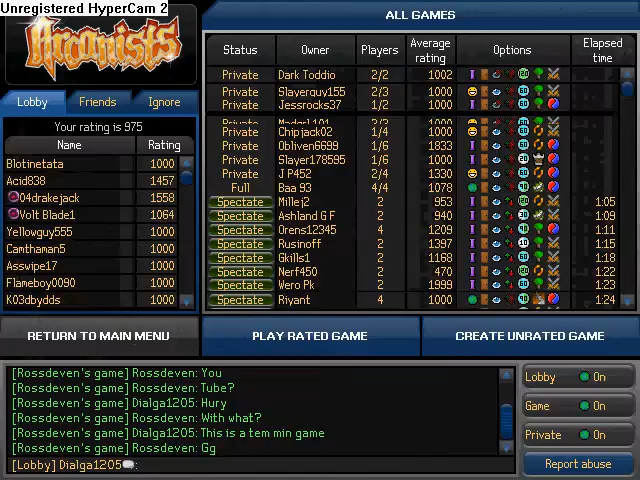 Unregistered HyperCam 2
Arcanists
ALL GAMES
Status Owner Players Average rating Options Elapsed time
Private Dark Toddio 2/2 1002
Private Slayerguy155 2/3 1000
Private Jessrocks37 1/2 1000
Private 3/3 1000
Private Chipjack02 1/4 1000
Private Obliven6699 1/6 1833
Private Slayer178595 1/6 1000
Private J P452 2/4 1330
Full Baa 93 4/4 1078
Spectate Millej2 2 953 1:05
Spectate Ashland G F 2 940 1:09
Spectate Orens12345 4 1209 1:11
Spectate Rusinoff 2 1397 1:15
Spectate Gkills1 2 1168 1:18
Spectate Nerf450 2 470 1:22
Spectate Wero Pk 2 1999 1:23
Spectate Riyant 4 1000 1:24
Lobby Friends Ignore
Your rating is 975
Name Rating
Blotinetata 1000
Acid838 1457
04drakejack 1558
Volt Blade1 1064
Yellowguy555 1000
Camthaman5 1000
Asswipe17 1000
Flameboy0090 1000
K03dbydds 1000
RETURN TO MAIN MENU PLAY RATED GAME CREATE UNRATED GAME
[Rossdeven's game] Rossdeven: You
[Rossdeven's game] Rossdeven: Tube?
[Rossdeven's game] Dialga1205: Hury
[Rossdeven's game] Rossdeven: With what?
[Rossdeven's game] Dialga1205: This is a tem min game
[Rossdeven's game] Rossdeven: Gg
[Lobby] Dialga1205:
Lobby On
Game On
Private On
Report abuse